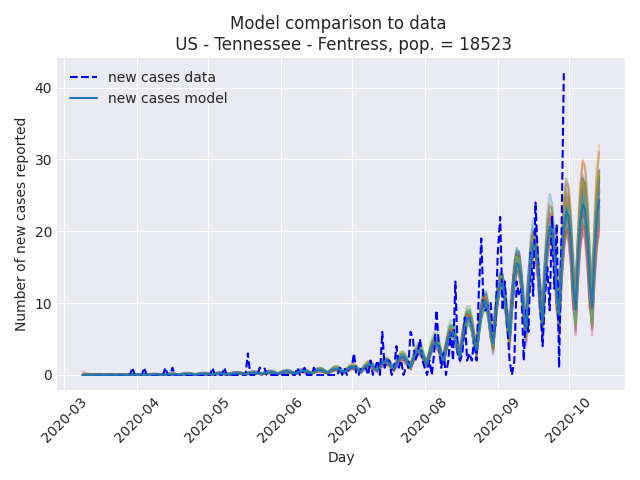 Model comparison to data
US - Tennessee - Fentress, pop. = 18523
new cases data
new cases model
Number of new cases reported
40
30
20
10
0
2020-03
2020-04
2020-05
2020-06
2020-07
2020-08
2020-09
2020-10
Day